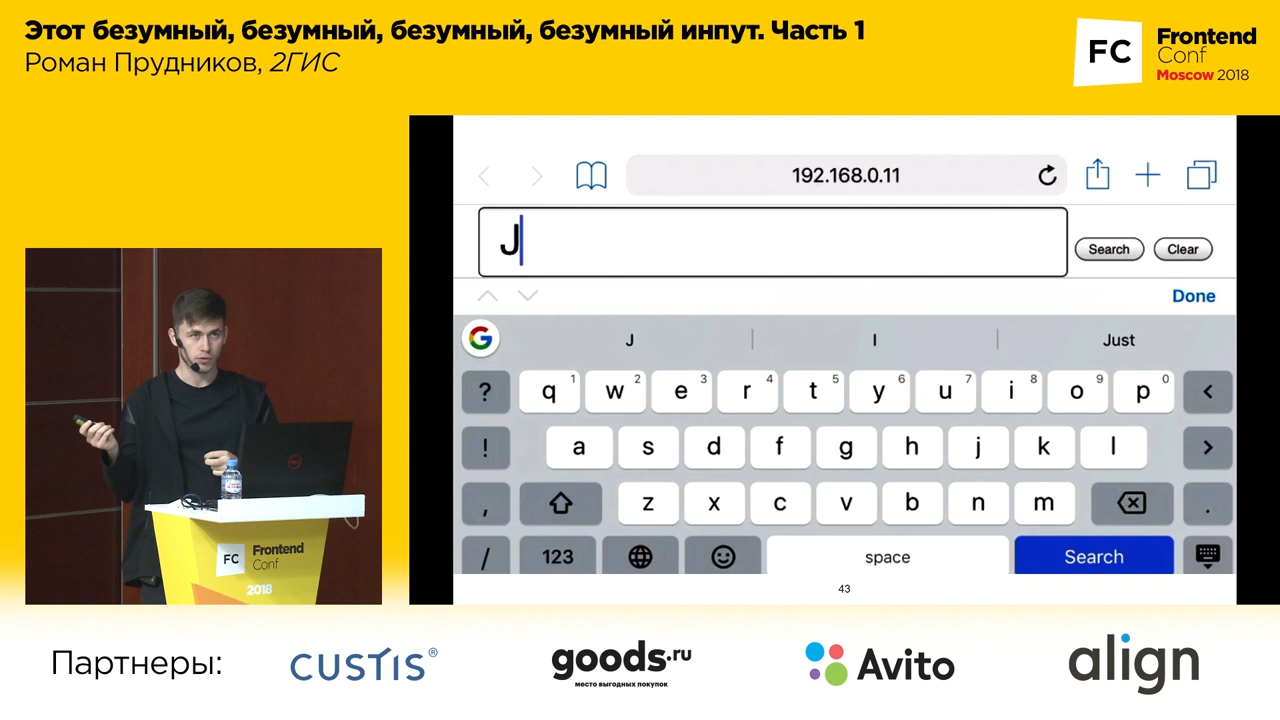 Этот безумный, безумный, безумный, безумный инпут. Часть 1
Роман Прудников, 2ГИС
FC
Frontend
Conf
Moscow 2018
192.168.0.11
J
Search
Clear
Done
G
J
I
Just
? q 1 w 2 e 3 r 4 t 5 y 6 u 7 i 8 o 9 p 0 <
! a s d f g h j k l >
, z x c v b n m .
/ 123 space Search
43
FC
Frontend
Conf
2018
Партнеры:
CUSTIS®
goods.ru
место выгодных покупок
Avito
align